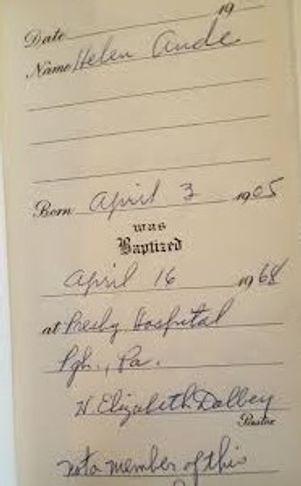 Date 19
Name Helen Ande
Born April 3 1905
was
Baptized
April 16 1968
at Presby Hospital
Pgh., Pa.
N Elizabeth Dalbey
Pastor
not a member of this